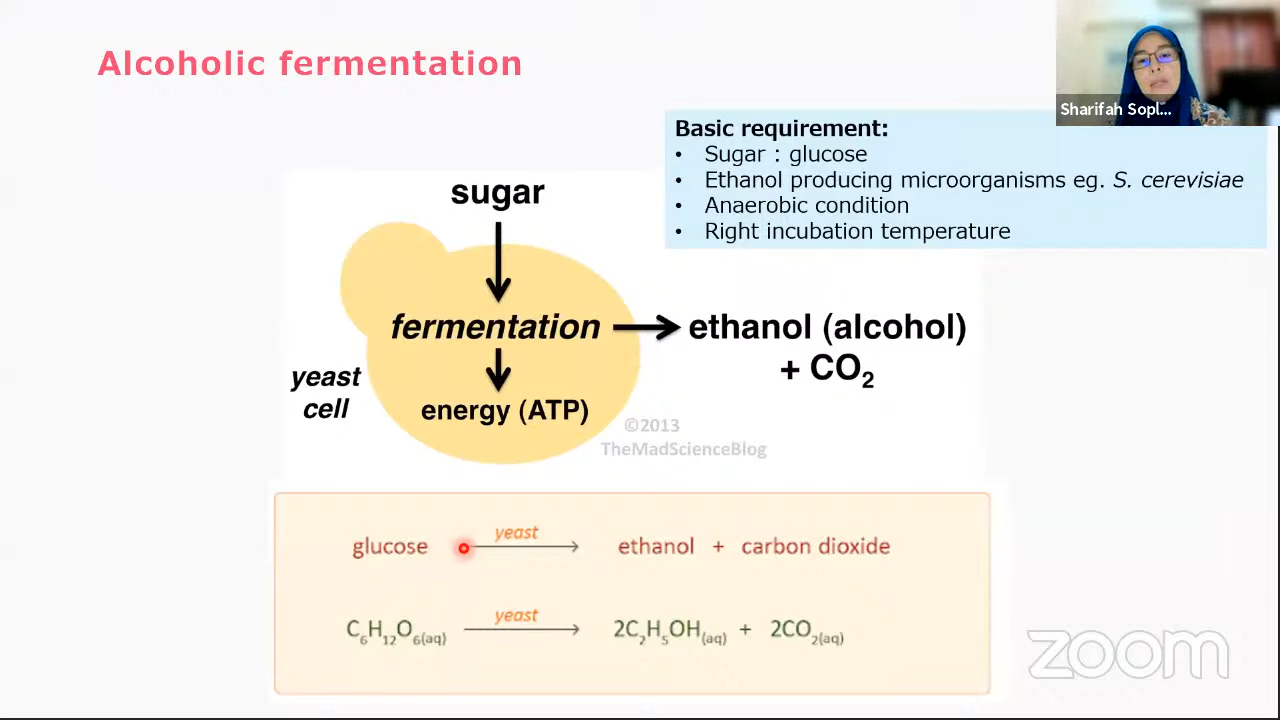 Alcoholic fermentation
Sharifah Sopl...
Basic requirement:
• Sugar : glucose
• Ethanol producing microorganisms eg. S. cerevisiae
• Anaerobic condition
• Right incubation temperature
sugar
fermentation
ethanol (alcohol)
+ CO₂
yeast
cell
energy (ATP)
©2013
TheMadScienceBlog
glucose yeast ethanol + carbon dioxide
C₆H₁₂O₆(aq) yeast 2C₂H₅OH(aq) + 2CO₂(aq)
zoom